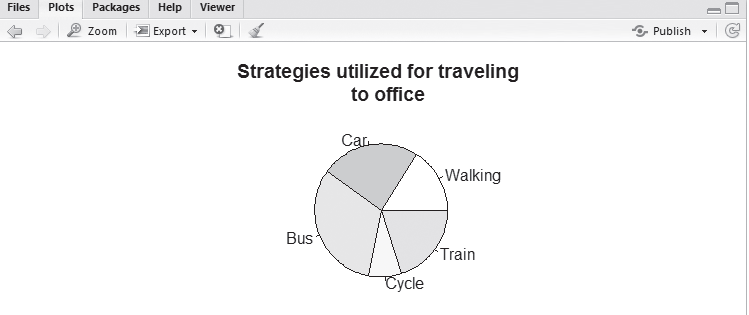 Files Plots Packages Help Viewer
Zoom Export Publish
Strategies utilized for traveling
to office
Car
Walking
Bus
Train
Cycle